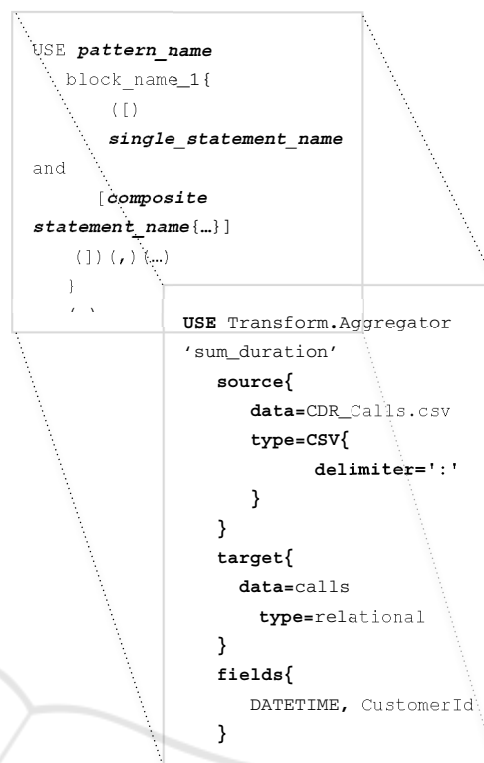 USE pattern_name
block_name_1{
([)
single_statement_name
and
[composite
statement_name{…}]
(])(,)(…)
}
USE Transform.Aggregator
‘sum_duration’
source{
data=CDR_Calls.csv
type=CSV{
delimiter=':'
}
}
target{
data=calls
type=relational
}
fields{
DATETIME, CustomerId
}